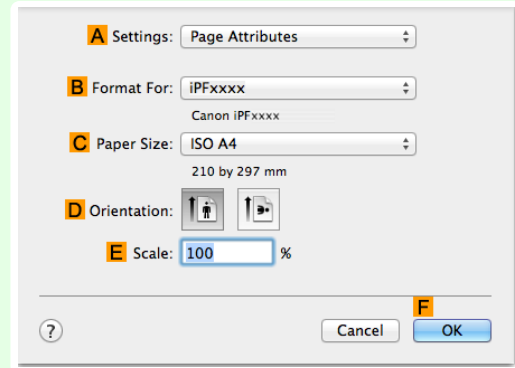 A Settings: Page Attributes
B Format For: iPFxxxx
Canon iPFxxxx
C Paper Size: ISO A4
210 by 297 mm
D Orientation:
E Scale: 100 %
F
? Cancel OK